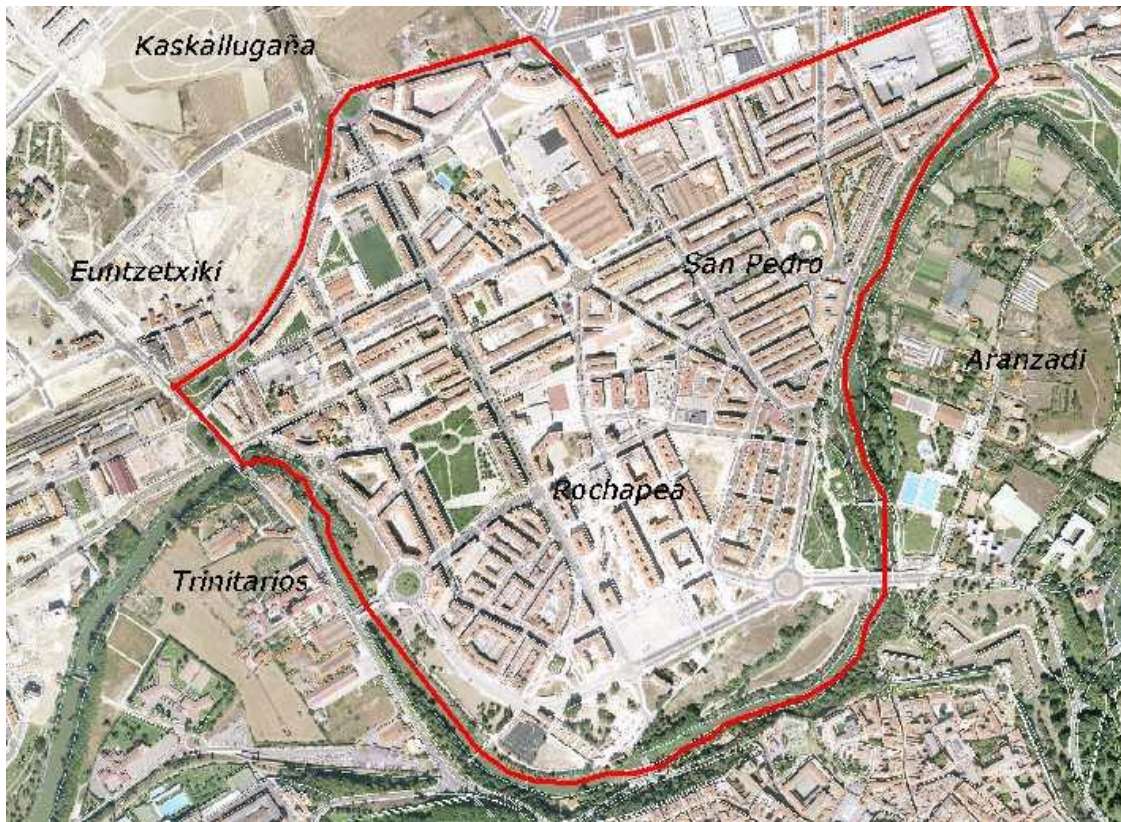 Kaskallugaña
Euntzetxiki
San Pedro
Aranzadi
Rochapea
Trinitarios